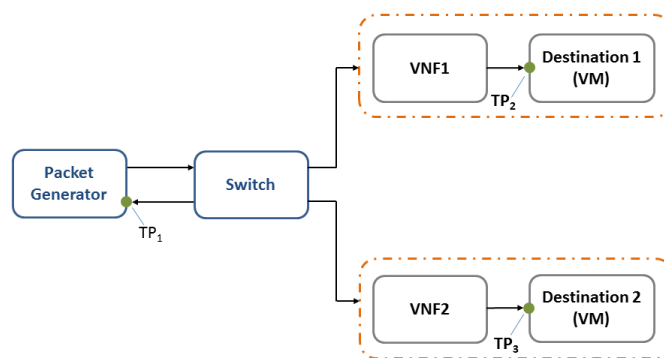 VNF1
Destination 1
(VM)
TP2
Packet
Generator
Switch
TP1
VNF2
Destination 2
(VM)
TP3